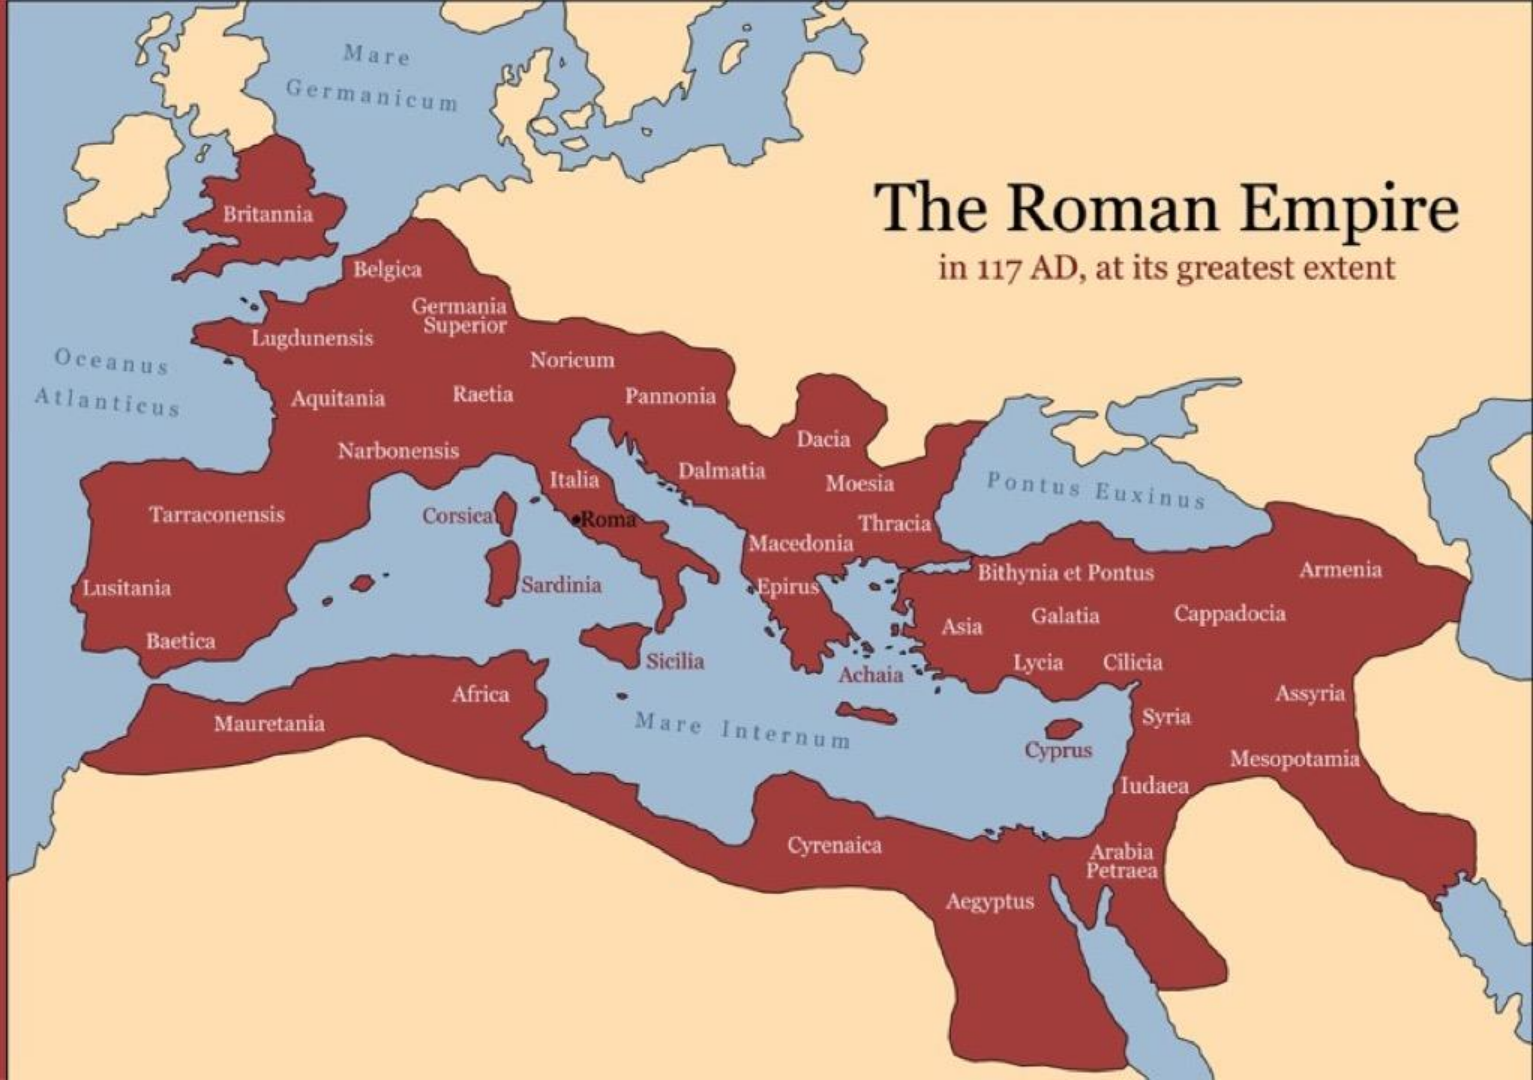 Mare
Germanicum
The Roman Empire
in 117 AD, at its greatest extent
Britannia
Belgica
Germania
Superior
Lugdunensis
Oceanus
Atlanticus
Noricum
Aquitania
Raetia
Pannonia
Dacia
Narbonensis
Italia
Dalmatia
Moesia
Pontus Euxinus
Tarraconensis
Corsica
Roma
Thracia
Macedonia
Lusitania
Sardinia
Epirus
Bithynia et Pontus
Armenia
Baetica
Asia
Galatia
Cappadocia
Sicilia
Achaia
Lycia
Cilicia
Africa
Assyria
Mauretania
Mare Internum
Syria
Cyprus
Mesopotamia
Iudaea
Cyrenaica
Arabia
Petraea
Aegyptus